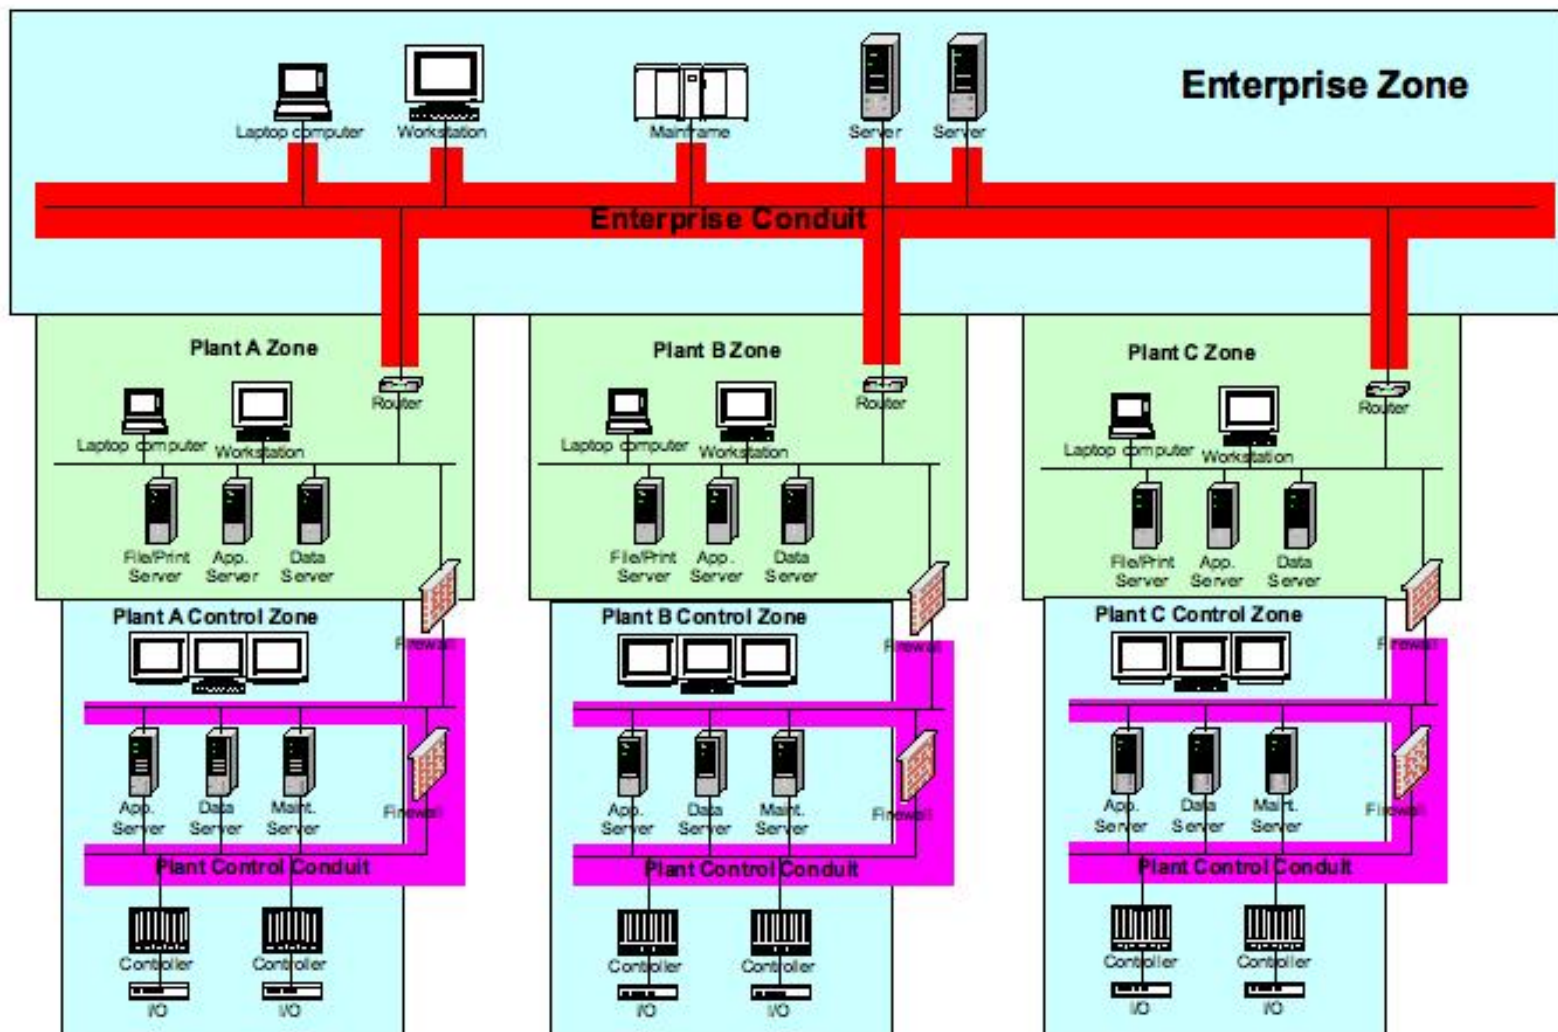 Enterprise Zone
Laptop computer
Workstation
Mainframe
Server
Server
Enterprise Conduit
Plant A Zone
Router
Laptop computer
Workstation
File/Print
Server
App.
Server
Data
Server
Plant B Zone
Router
Laptop computer
Workstation
File/Print
Server
App.
Server
Data
Server
Plant C Zone
Router
Laptop computer
Workstation
File/Print
Server
App.
Server
Data
Server
Plant A Control Zone
Firewall
App.
Server
Data
Server
Maint.
Server
Firewall
Plant Control Conduit
Controller
Controller
I/O
I/O
Plant B Control Zone
Firewall
App.
Server
Data
Server
Maint.
Server
Firewall
Plant Control Conduit
Controller
Controller
I/O
I/O
Plant C Control Zone
Firewall
App.
Server
Data
Server
Maint.
Server
Firewall
Plant Control Conduit
Controller
Controller
I/O
I/O